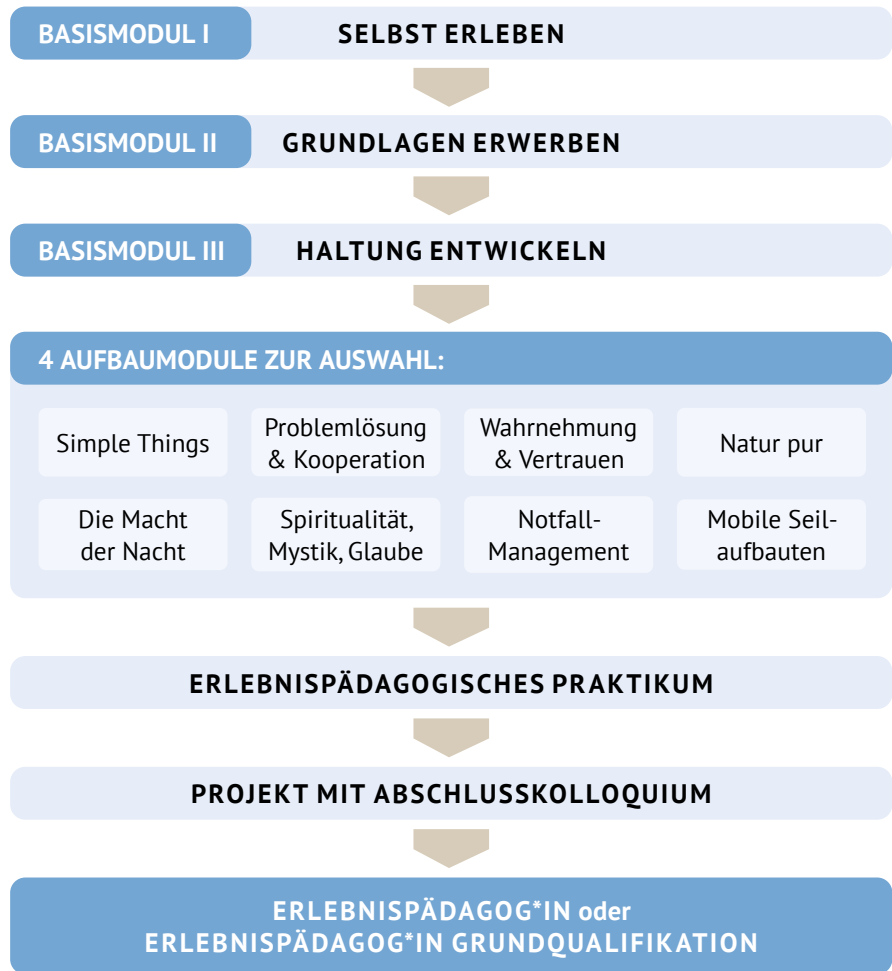 BASISMODUL I SELBST ERLEBEN
BASISMODUL II GRUNDLAGEN ERWERBEN
BASISMODUL III HALTUNG ENTWICKELN
4 AUFBAUMODULE ZUR AUSWAHL:
Simple Things
Problemlösung
& Kooperation
Wahrnehmung
& Vertrauen
Natur pur
Die Macht
der Nacht
Spiritualität,
Mystik, Glaube
Notfall-
Management
Mobile Seil-
aufbauten
ERLEBNISPÄDAGOGISCHES PRAKTIKUM
PROJEKT MIT ABSCHLUSSKOLLOQUIUM
ERLEBNISPÄDAGOG*IN oder
ERLEBNISPÄDAGOG*IN GRUNDQUALIFIKATION